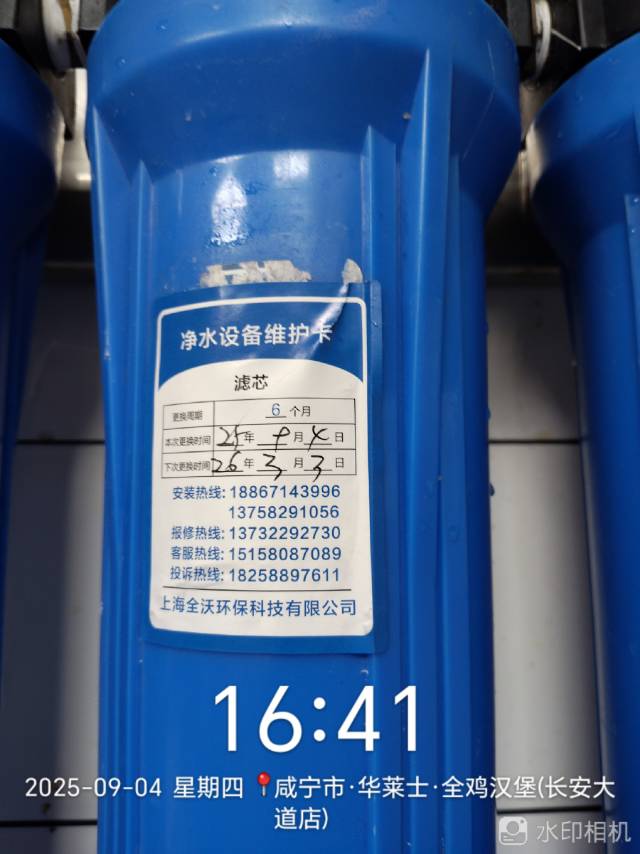 净水设备维护卡
滤芯
更换周期 6 个月
本次更换时间 25年 9月 4日
下次更换时间 26年 3月 3日
安装热线: 18867143996
13758291056
报修热线: 13732292730
客服热线: 15158087089
投诉热线: 18258897611
上海全沃环保科技有限公司
16:41
2025-09-04 星期四 📍咸宁市·华莱士·全鸡汉堡(长安大
道店)
水印相机